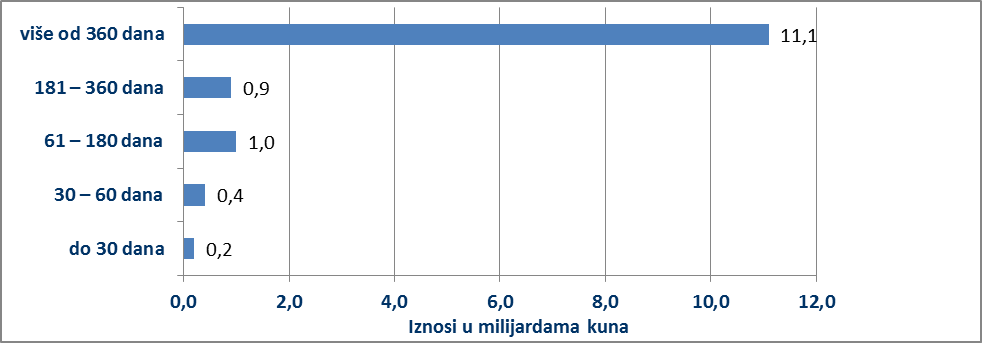 više od 360 dana 11,1
181 – 360 dana 0,9
61 – 180 dana 1,0
30 – 60 dana 0,4
do 30 dana 0,2
0,0 2,0 4,0 6,0 8,0 10,0 12,0
Iznosi u milijardama kuna